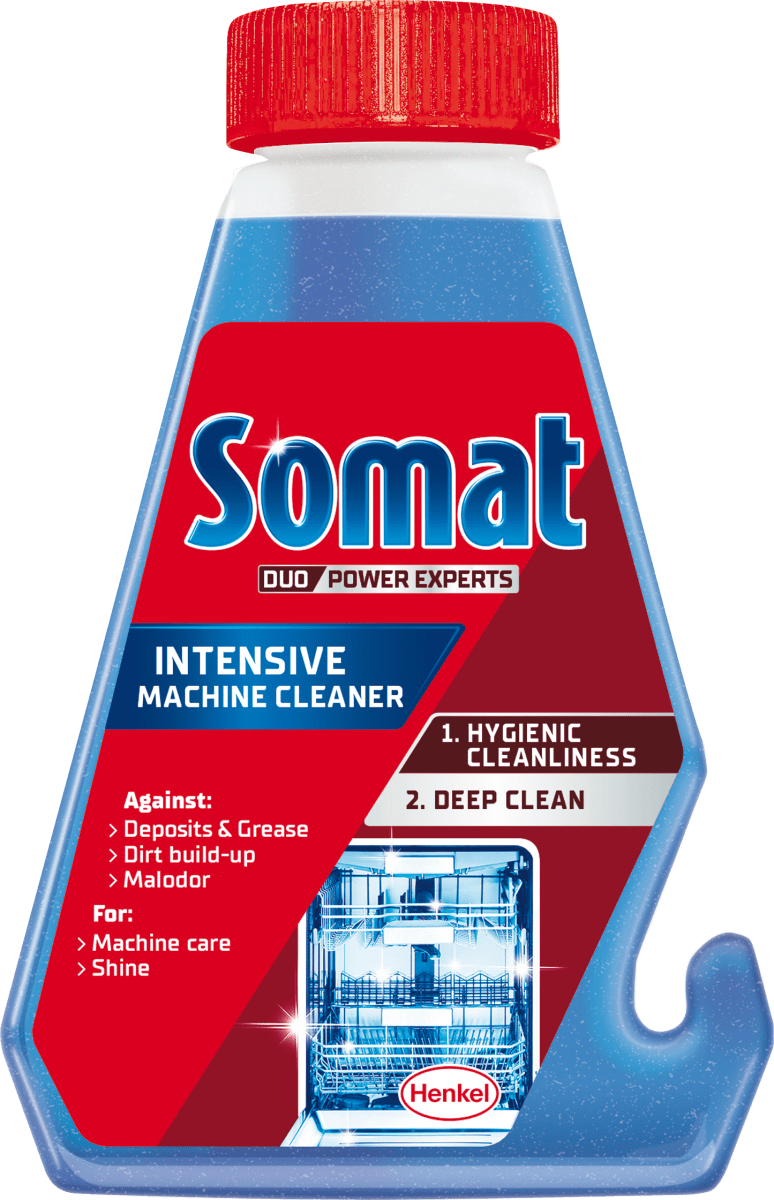 Somat
DUO POWER EXPERTS
INTENSIVE
MACHINE CLEANER
1. HYGIENIC
CLEANLINESS
2. DEEP CLEAN
Against:
> Deposits & Grease
> Dirt build-up
> Malodor
For:
> Machine care
> Shine
Henkel